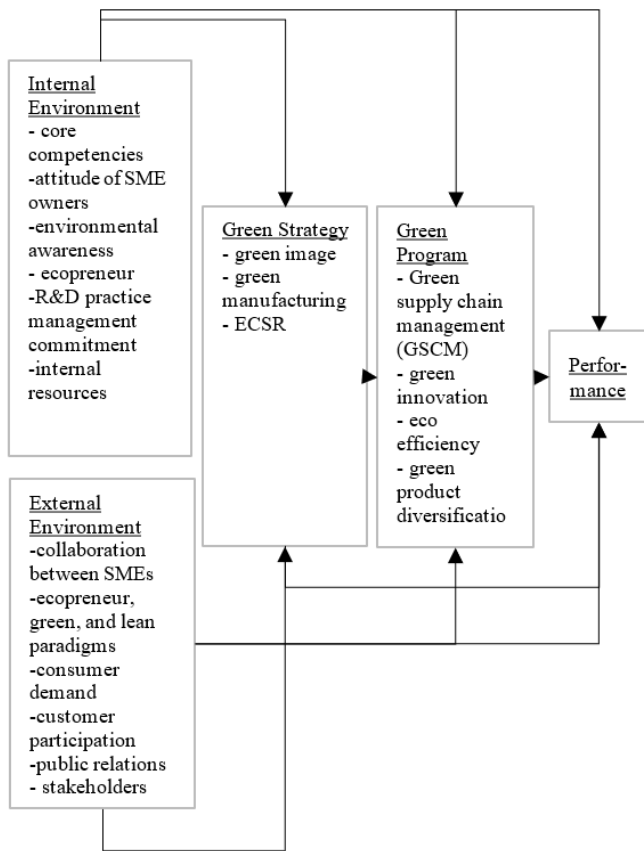 Internal
Environment
- core
competencies
-attitude of SME
owners
-environmental
awareness
- ecopreneur
-R&D practice
management
commitment
-internal
resources
External
Environment
-collaboration
between SMEs
-ecopreneur,
green, and lean
paradigms
-consumer
demand
-customer
participation
-public relations
- stakeholders
Green Strategy
- green image
- green
manufacturing
- ECSR
Green
Program
- Green
supply chain
management
(GSCM)
- green
innovation
- eco
efficiency
- green
product
diversificatio
Perfor-
mance